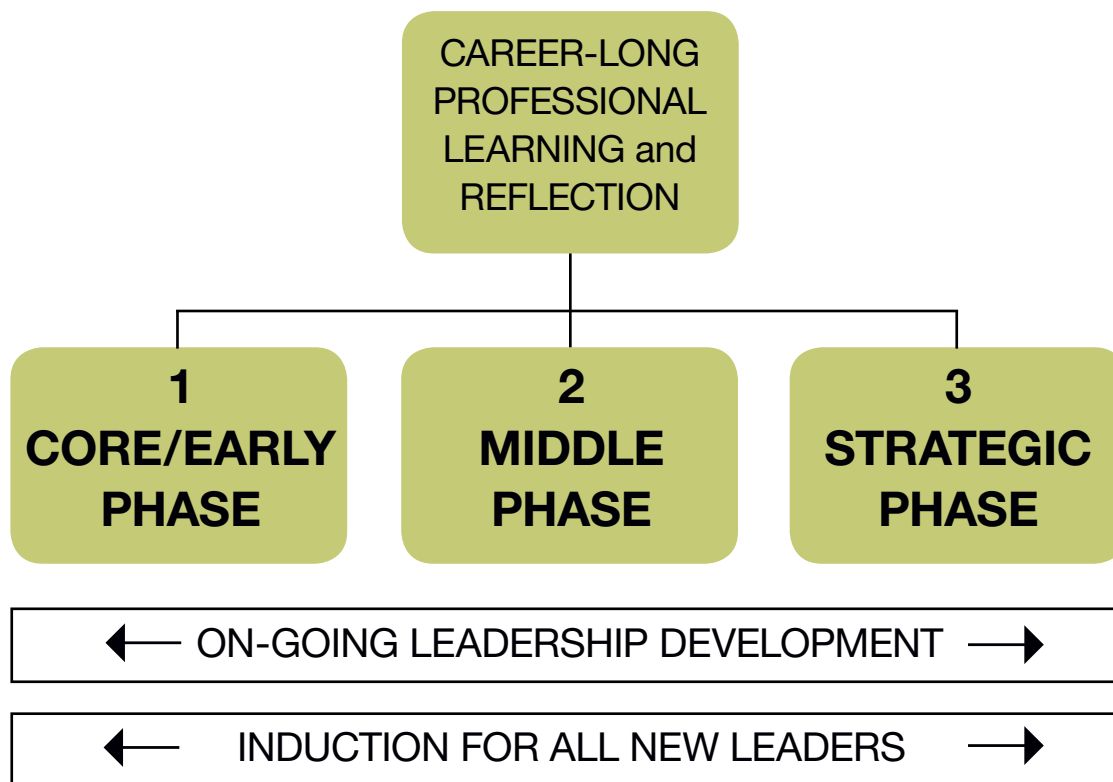 CAREER-LONG
PROFESSIONAL
LEARNING and
REFLECTION
1
CORE/EARLY
PHASE
2
MIDDLE
PHASE
3
STRATEGIC
PHASE
ON-GOING LEADERSHIP DEVELOPMENT
INDUCTION FOR ALL NEW LEADERS